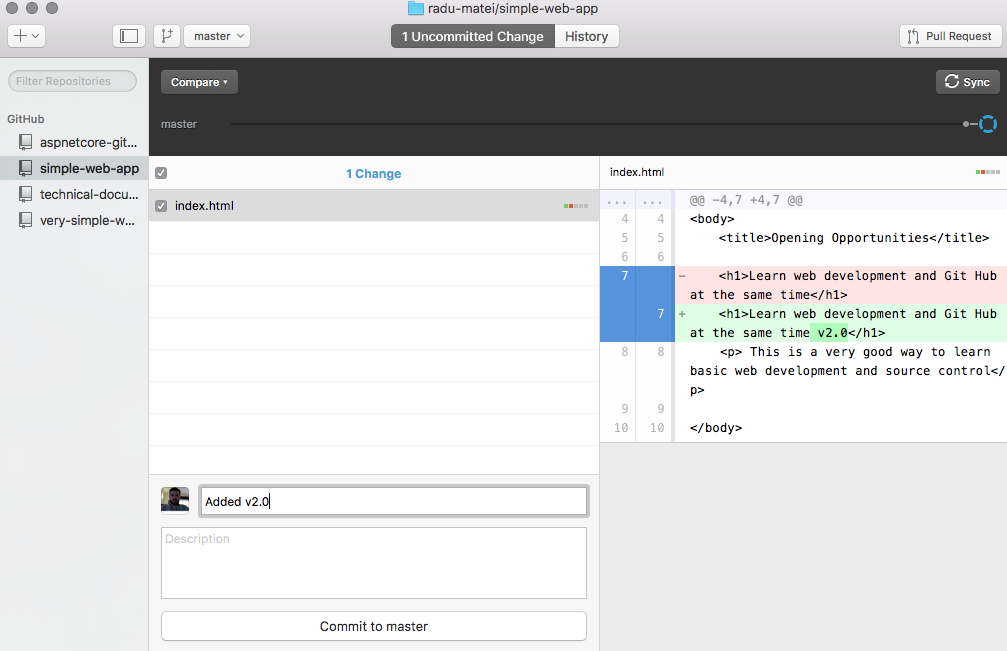 radu-matei/simple-web-app
master
1 Uncommitted Change
History
Pull Request
Filter Repositories
GitHub
aspnetcore-git...
simple-web-app
technical-docu...
very-simple-w...
Compare
Sync
master
1 Change
index.html
index.html
... ... @@ -4,7 +4,7 @@
4 4 <body>
5 5 <title>Opening Opportunities</title>
6 6
7 - <h1>Learn web development and Git Hub
at the same time</h1>
7 + <h1>Learn web development and Git Hub
at the same time v2.0</h1>
8 8 <p> This is a very good way to learn
basic web development and source control</
p>
9 9
10 10 </body>
Added v2.0
Description
Commit to master